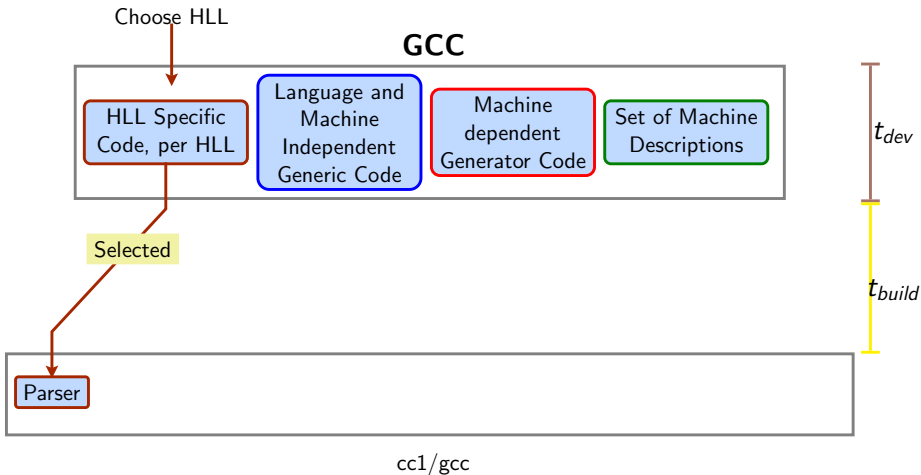 Choose HLL
GCC
HLL Specific
Code, per HLL
Language and
Machine
Independent
Generic Code
Machine
dependent
Generator Code
Set of Machine
Descriptions
t_dev
Selected
t_build
Parser
cc1/gcc